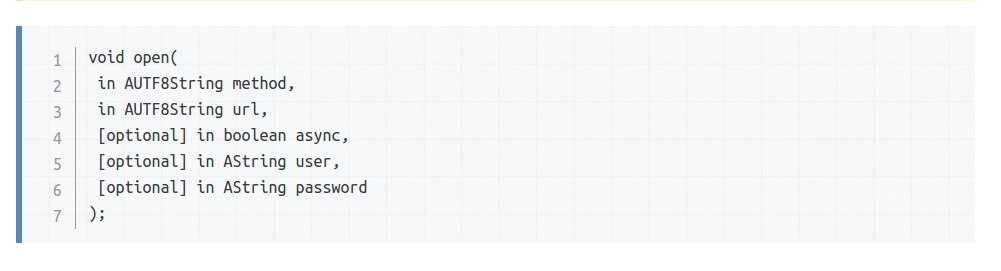 1 void open(
2 in AUTF8String method,
3 in AUTF8String url,
4 [optional] in boolean async,
5 [optional] in AString user,
6 [optional] in AString password
7 );